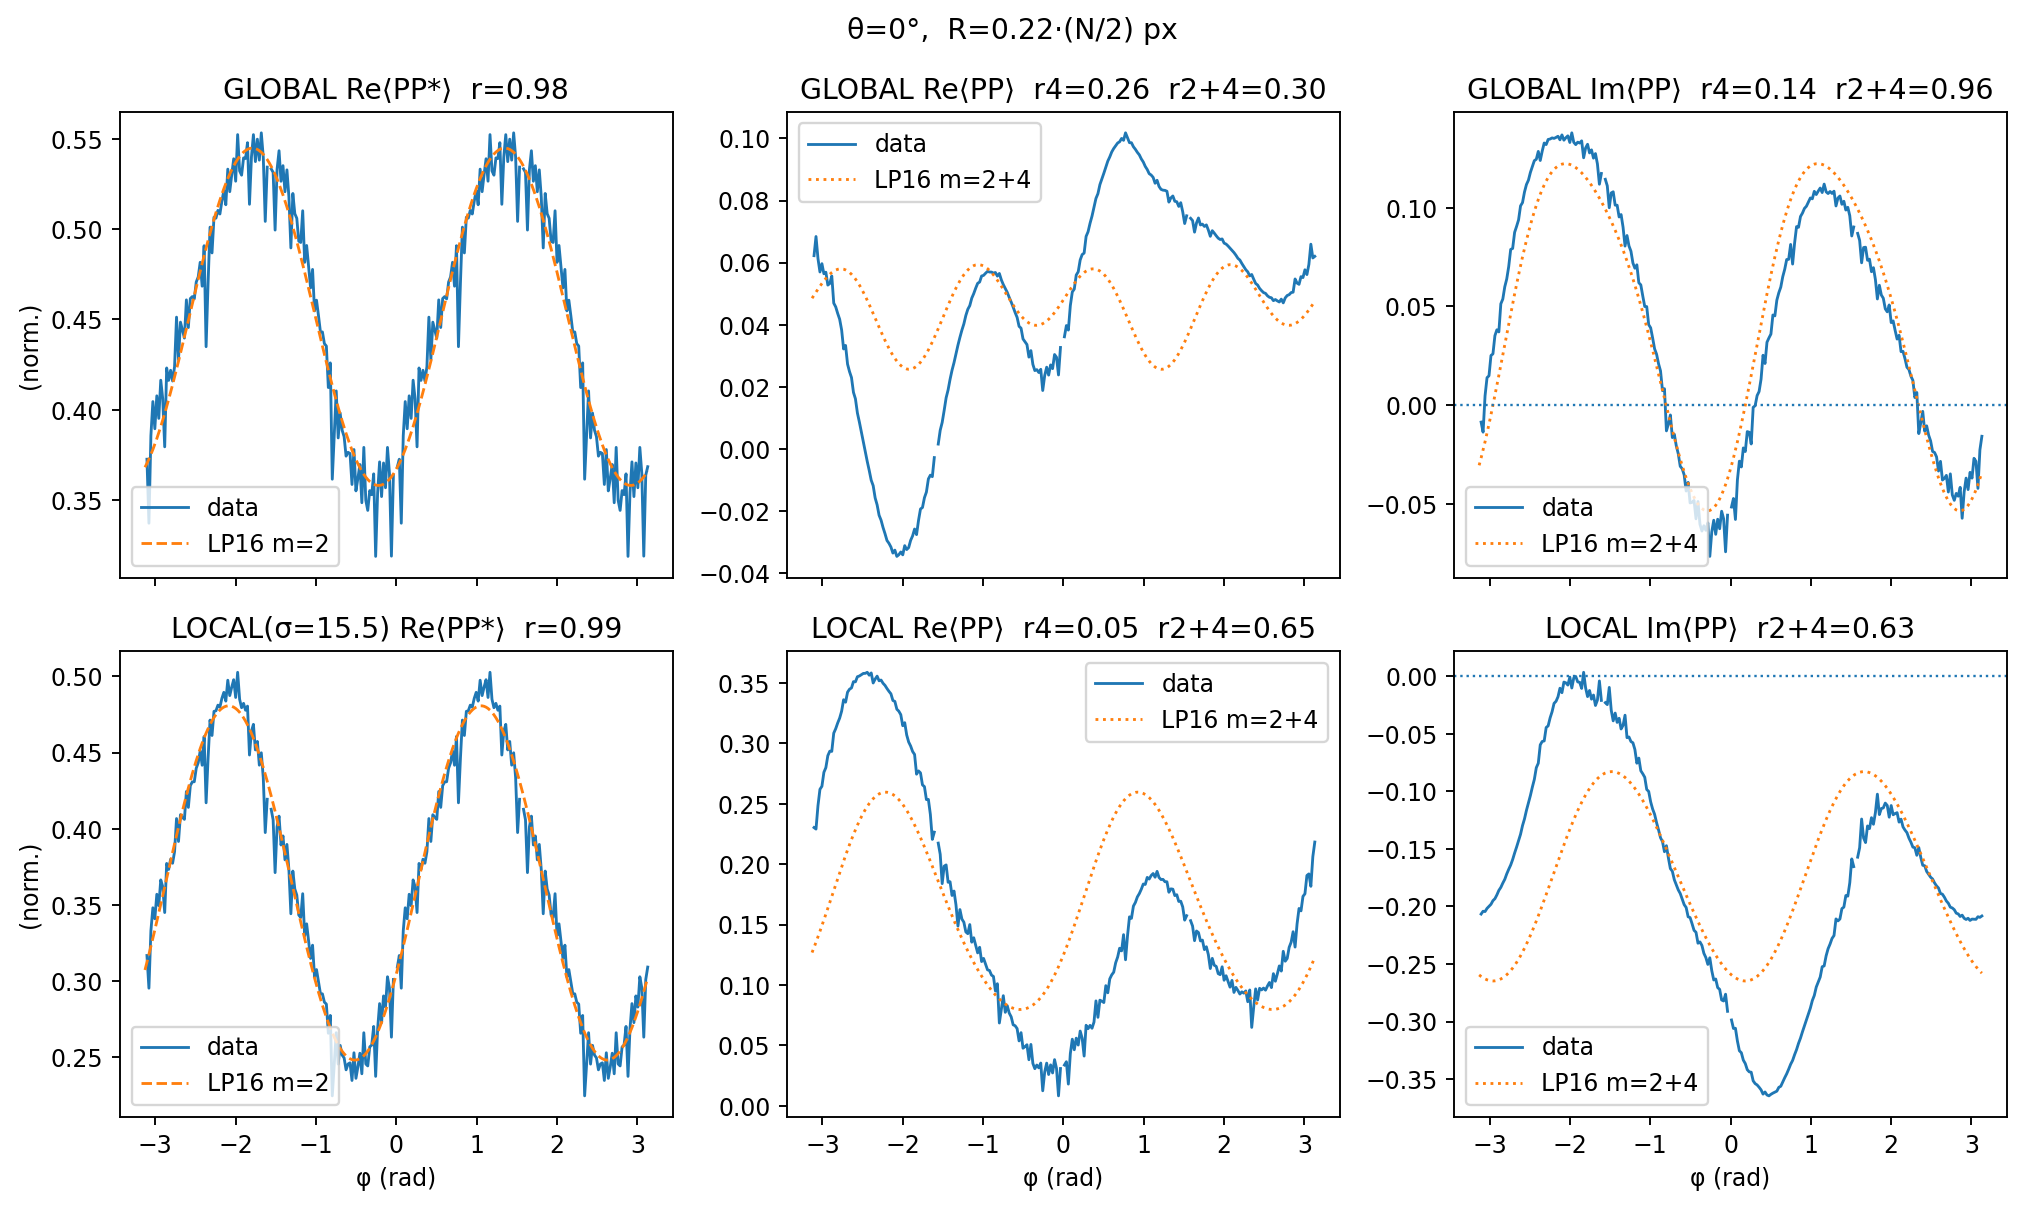 θ=0°,  R=0.22·(N/2) px
GLOBAL Re⟨PP*⟩  r=0.98
GLOBAL Re⟨PP⟩  r4=0.26  r2+4=0.30
GLOBAL Im⟨PP⟩  r4=0.14  r2+4=0.96
(norm.)
0.55
0.50
0.45
0.40
0.35
data
LP16 m=2
0.10
0.08
0.06
0.04
0.02
0.00
−0.02
−0.04
data
LP16 m=2+4
0.10
0.05
0.00
−0.05
data
LP16 m=2+4
LOCAL(σ=15.5) Re⟨PP*⟩  r=0.99
LOCAL Re⟨PP⟩  r4=0.05  r2+4=0.65
LOCAL Im⟨PP⟩  r2+4=0.63
(norm.)
0.50
0.45
0.40
0.35
0.30
0.25
data
LP16 m=2
−3 −2 −1 0 1 2 3
φ (rad)
0.35
0.30
0.25
0.20
0.15
0.10
0.05
0.00
data
LP16 m=2+4
−3 −2 −1 0 1 2 3
φ (rad)
0.00
−0.05
−0.10
−0.15
−0.20
−0.25
−0.30
−0.35
data
LP16 m=2+4
−3 −2 −1 0 1 2 3
φ (rad)